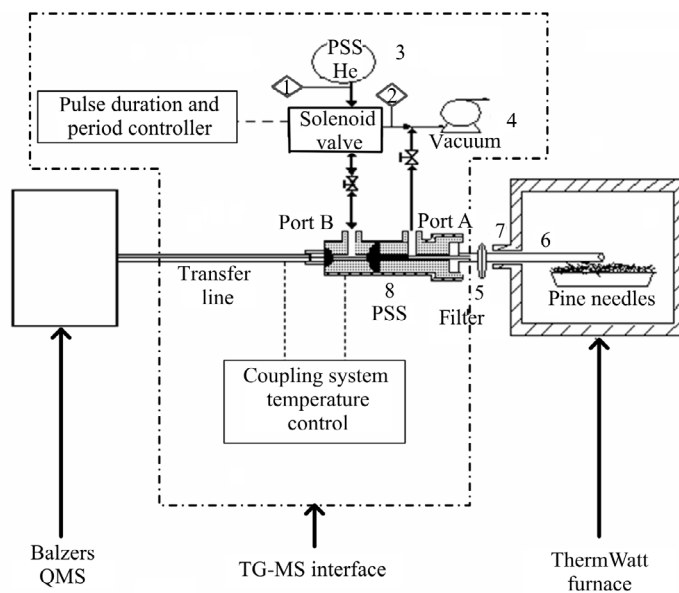 PSS
He
3
1
2
Pulse duration and
period controller
Solenoid
valve
4
Vacuum
Port B
Port A
7
6
Transfer
line
8
PSS
5
Filter
Pine needles
Coupling system
temperature
control
Balzers
QMS
TG-MS interface
ThermWatt
furnace